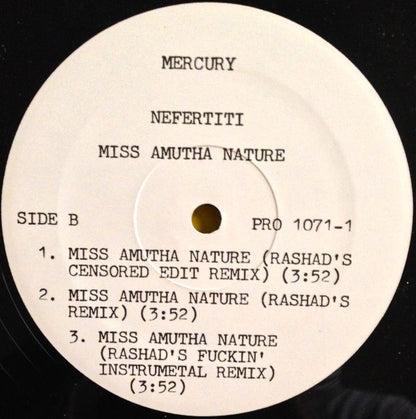 MERCURY
NEFERTITI
MISS AMUTHA NATURE
SIDE B
PRO 1071-1
1. MISS AMUTHA NATURE (RASHAD'S
CENSORED EDIT REMIX) (3:52)
2. MISS AMUTHA NATURE (RASHAD'S
REMIX) (3:52)
3. MISS AMUTHA NATURE
(RASHAD'S FUCKIN'
INSTRUMETAL REMIX)
(3:52)